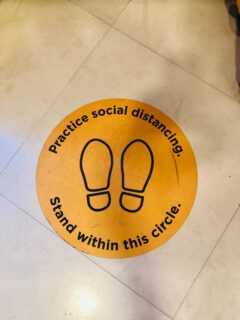 Practice social distancing.
Stand within this circle.